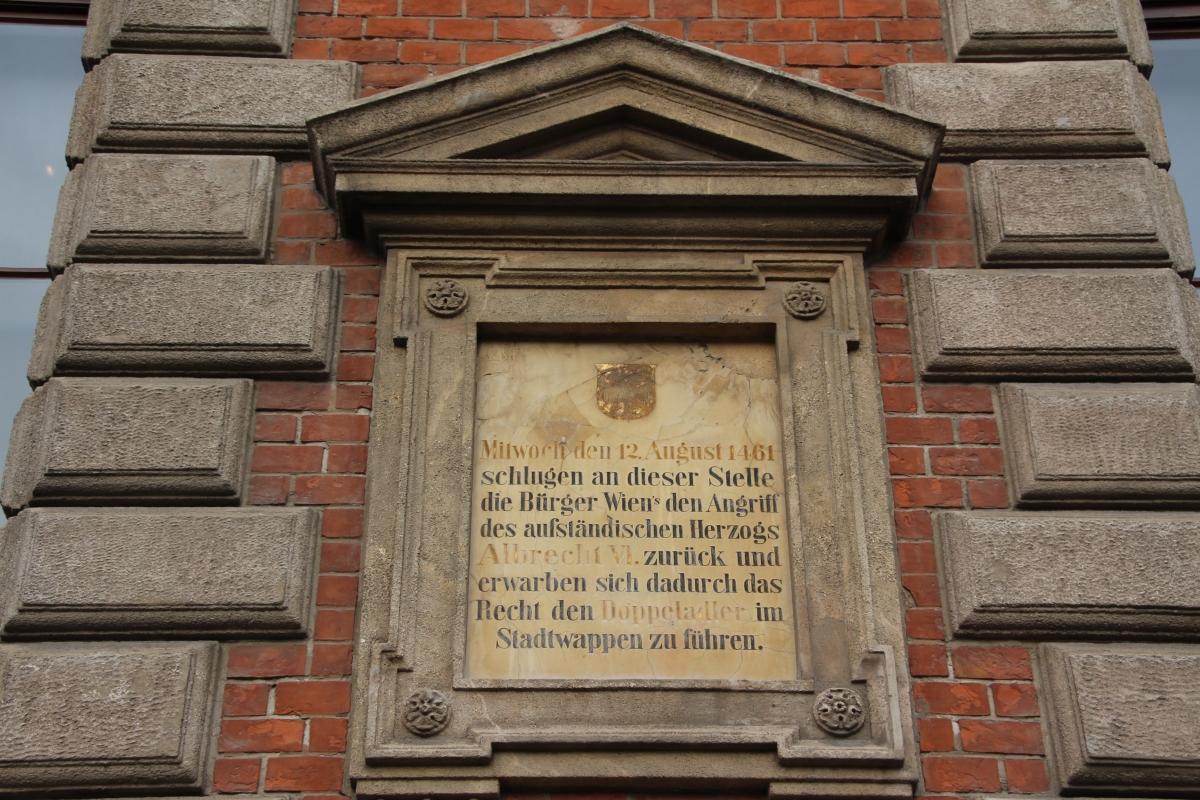 Mitwoch den 12. August 1461
schlugen an dieser Stelle
die Bürger Wien's den Angriff
des aufständischen Herzogs
Albrecht VI. zurück und
erwarben sich dadurch das
Recht den Doppeladler im
Stadtwappen zu führen.